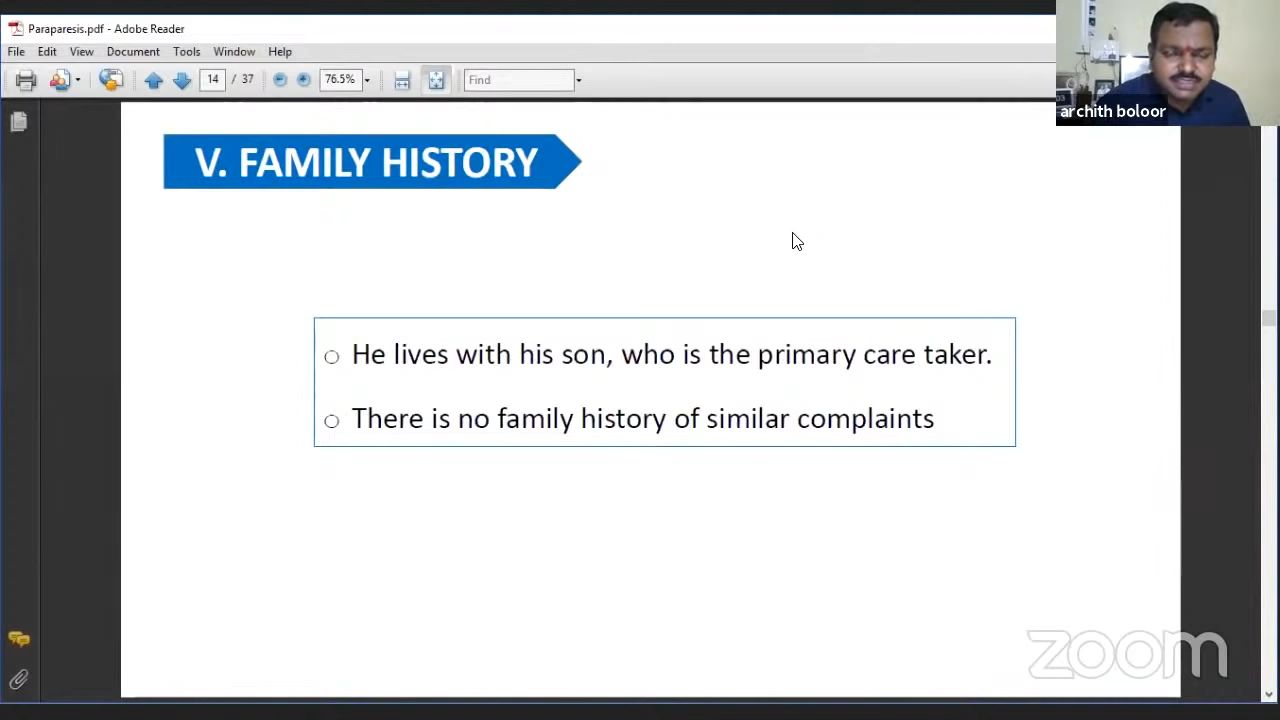 Paraparesis.pdf - Adobe Reader
File Edit View Document Tools Window Help
14 / 37 76.5% Find
archith boloor
V. FAMILY HISTORY
He lives with his son, who is the primary care taker.
There is no family history of similar complaints
zoom